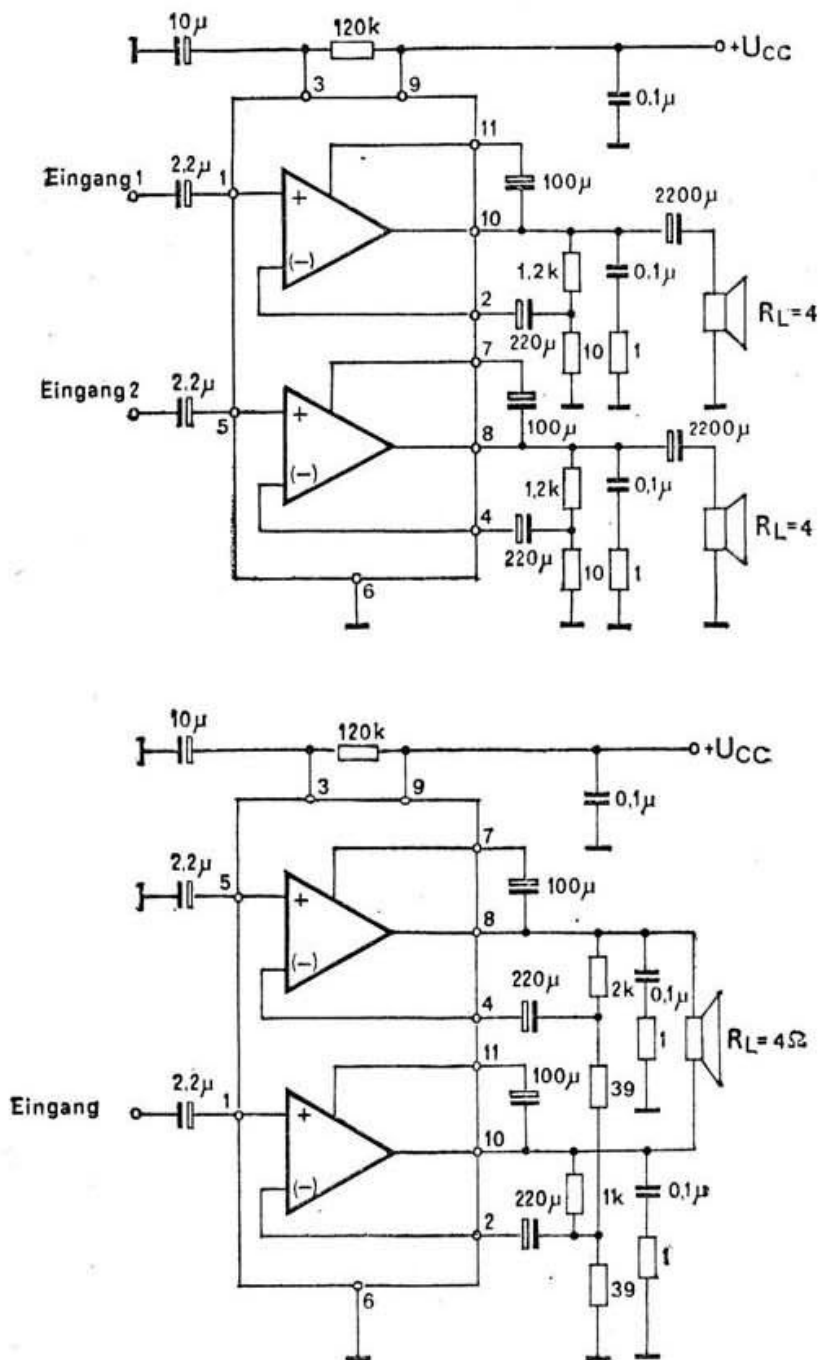 10µ
120k
+UCC
3
9
0.1µ
11
Eingang 1
2,2µ
1
+
100µ
2200µ
10
(-)
1,2k
0,1µ
2
RL=4
220µ
10
1
7
Eingang 2
2,2µ
5
+
100µ
8
2200µ
(-)
1,2k
0,1µ
4
RL=4
220µ
10
1
6
10µ
120k
+UCC
3
9
0,1µ
7
2,2µ
5
+
100µ
8
(-)
220µ
2k
0,1µ
4
1
RL=4Ω
11
39
Eingang
2,2µ
1
+
100µ
10
(-)
220µ
1k
0,1µ
2
39
1
6